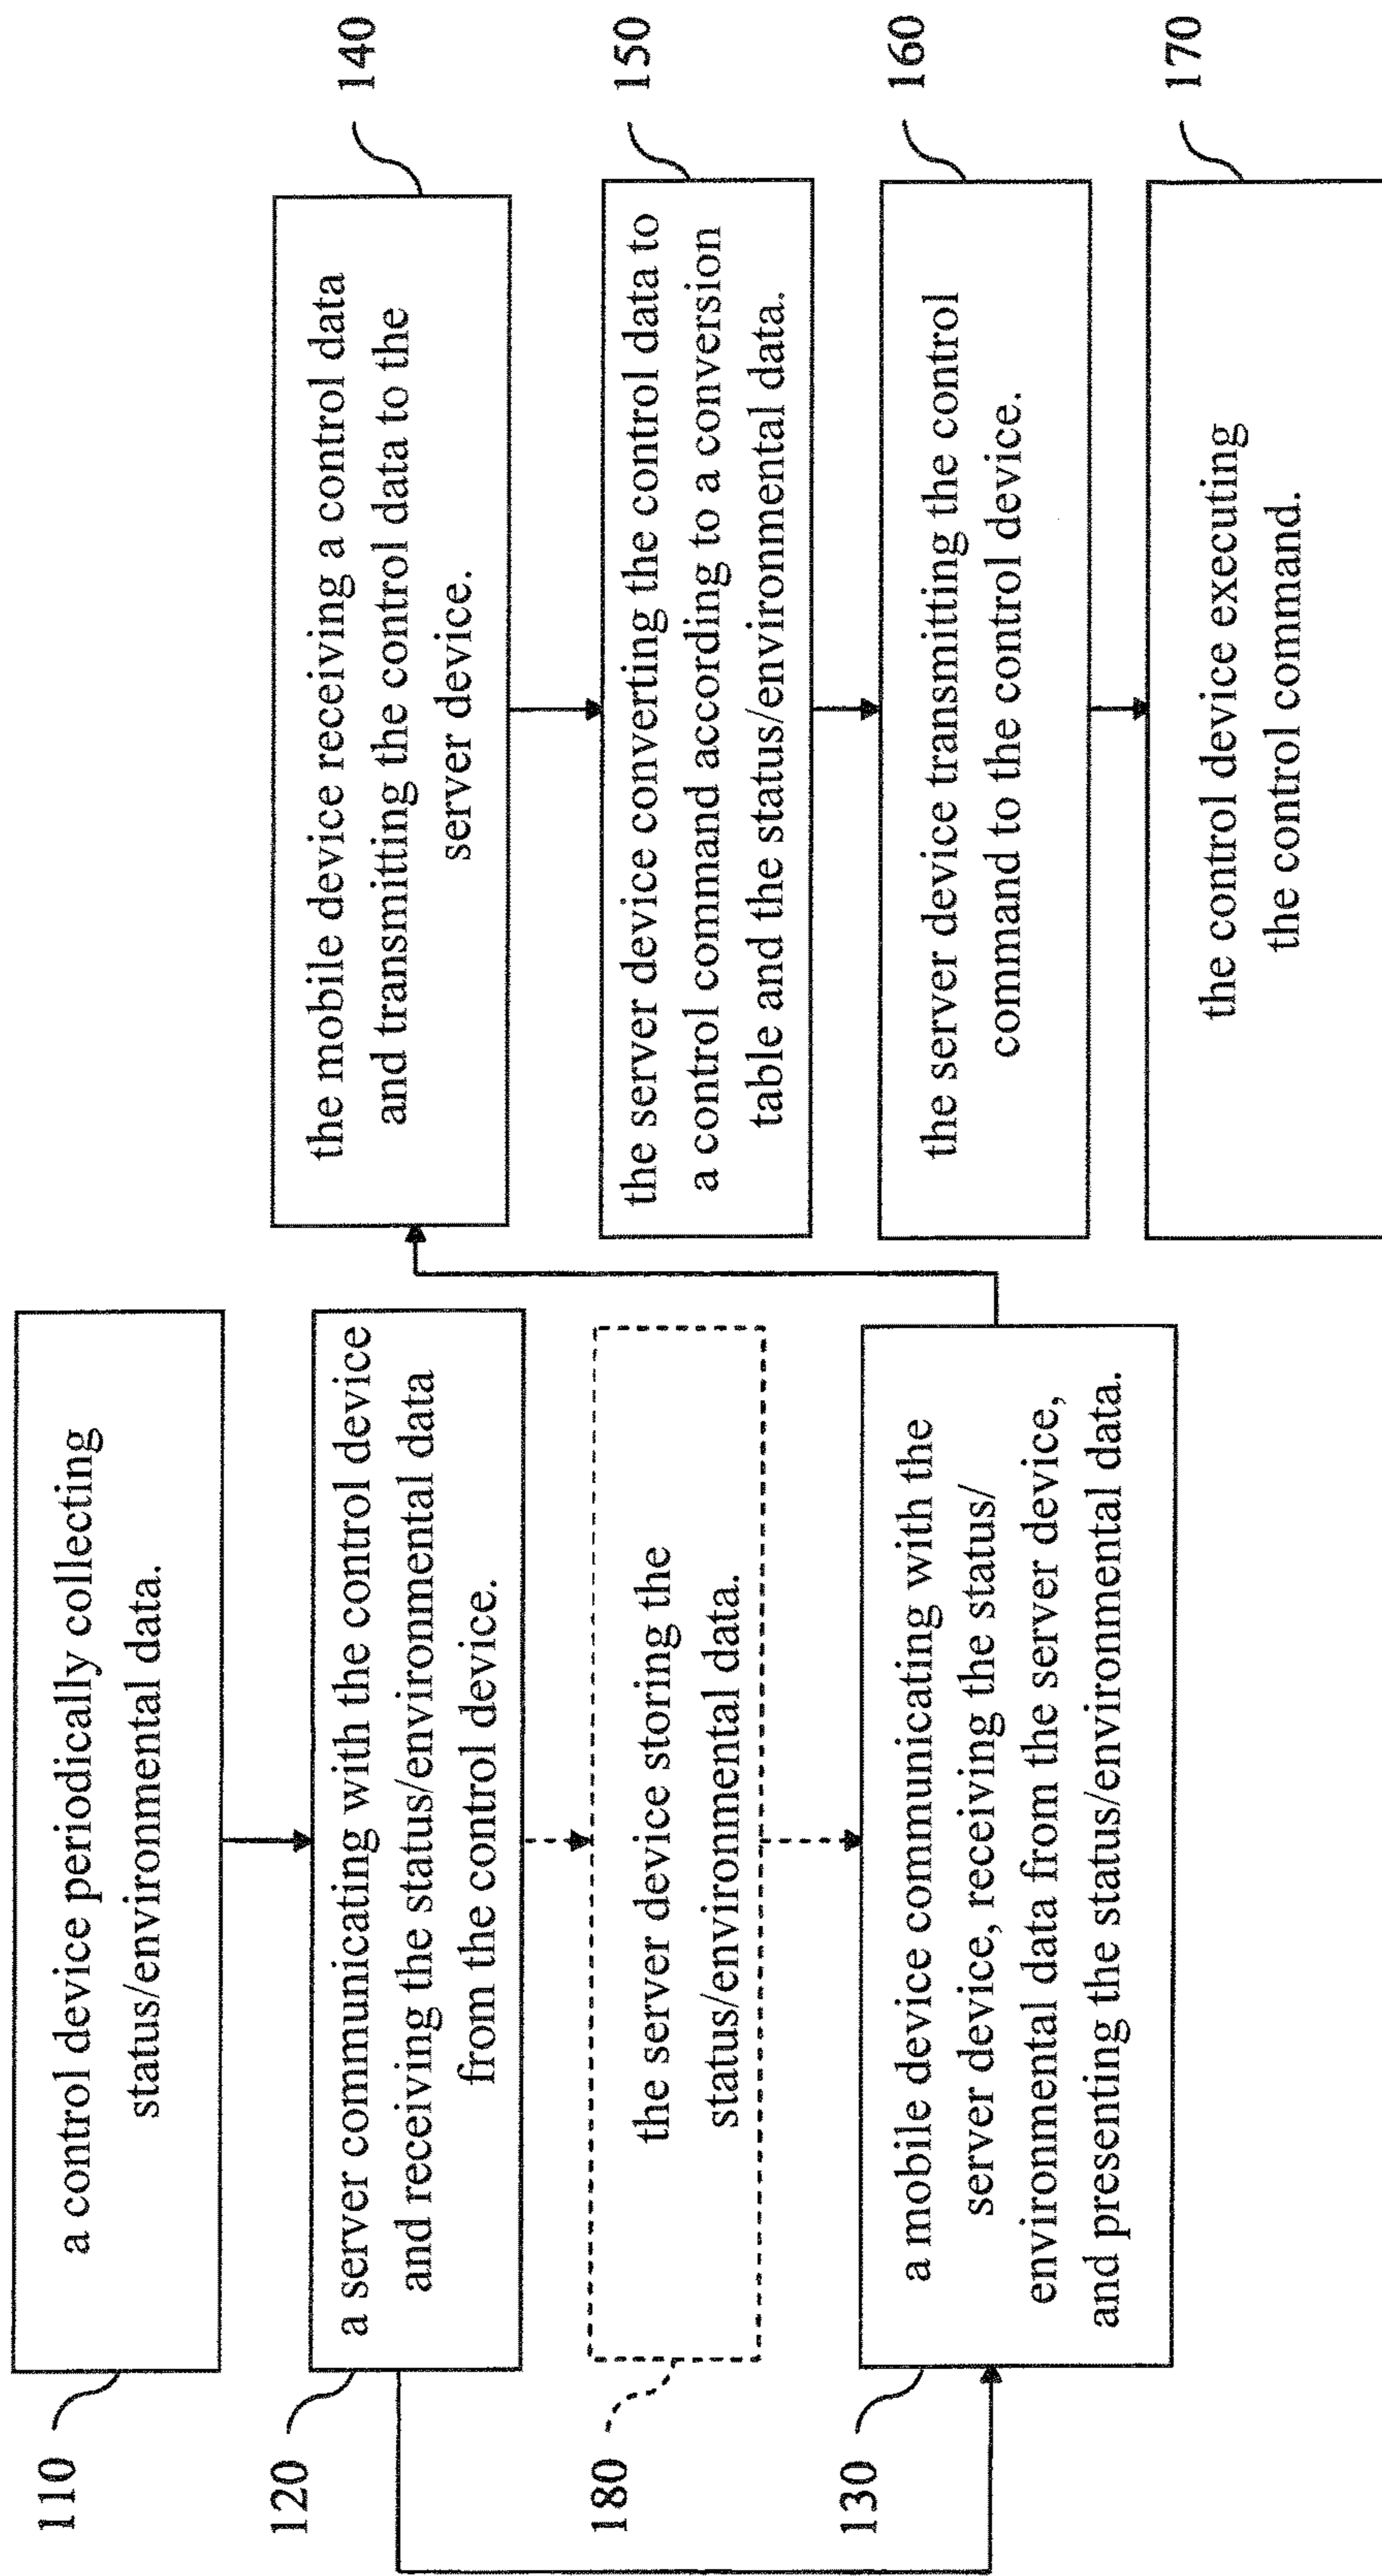 110
a control device periodically collecting
status/environmental data.
120
a server communicating with the control device
and receiving the status/environmental data
from the control device.
180
the server device storing the
status/environmental data.
130
a mobile device communicating with the
server device, receiving the status/
environmental data from the server device,
and presenting the status/environmental data.
140
the mobile device receiving a control data
and transmitting the control data to the
server device.
150
the server device converting the control data to
a control command according to a conversion
table and the status/environmental data.
160
the server device transmitting the control
command to the control device.
170
the control device executing
the control command.